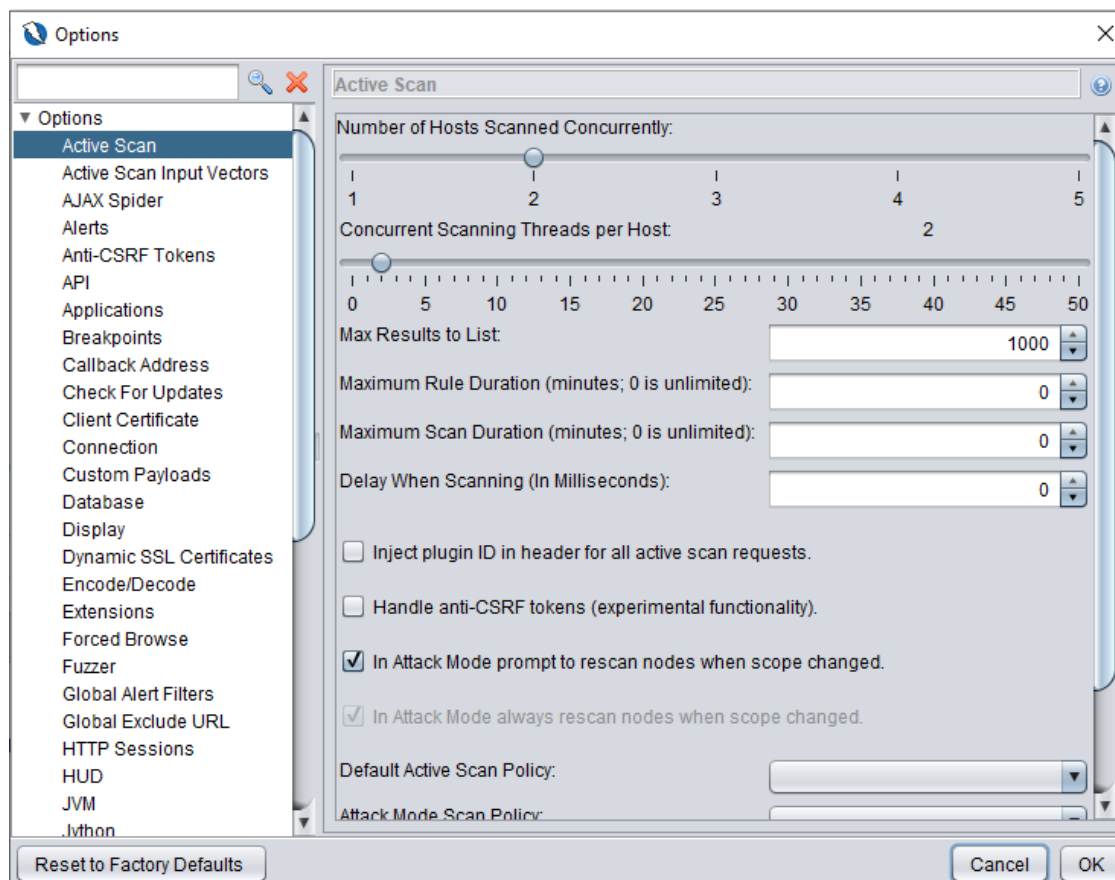 Options
Options
Active Scan
Active Scan Input Vectors
AJAX Spider
Alerts
Anti-CSRF Tokens
API
Applications
Breakpoints
Callback Address
Check For Updates
Client Certificate
Connection
Custom Payloads
Database
Display
Dynamic SSL Certificates
Encode/Decode
Extensions
Forced Browse
Fuzzer
Global Alert Filters
Global Exclude URL
HTTP Sessions
HUD
JVM
Jython
Active Scan
Number of Hosts Scanned Concurrently:
1 2 3 4 5
Concurrent Scanning Threads per Host: 2
0 5 10 15 20 25 30 35 40 45 50
Max Results to List: 1000
Maximum Rule Duration (minutes; 0 is unlimited): 0
Maximum Scan Duration (minutes; 0 is unlimited): 0
Delay When Scanning (In Milliseconds): 0
Inject plugin ID in header for all active scan requests.
Handle anti-CSRF tokens (experimental functionality).
In Attack Mode prompt to rescan nodes when scope changed.
In Attack Mode always rescan nodes when scope changed.
Default Active Scan Policy:
Attack Mode Scan Policy:
Reset to Factory Defaults
Cancel
OK